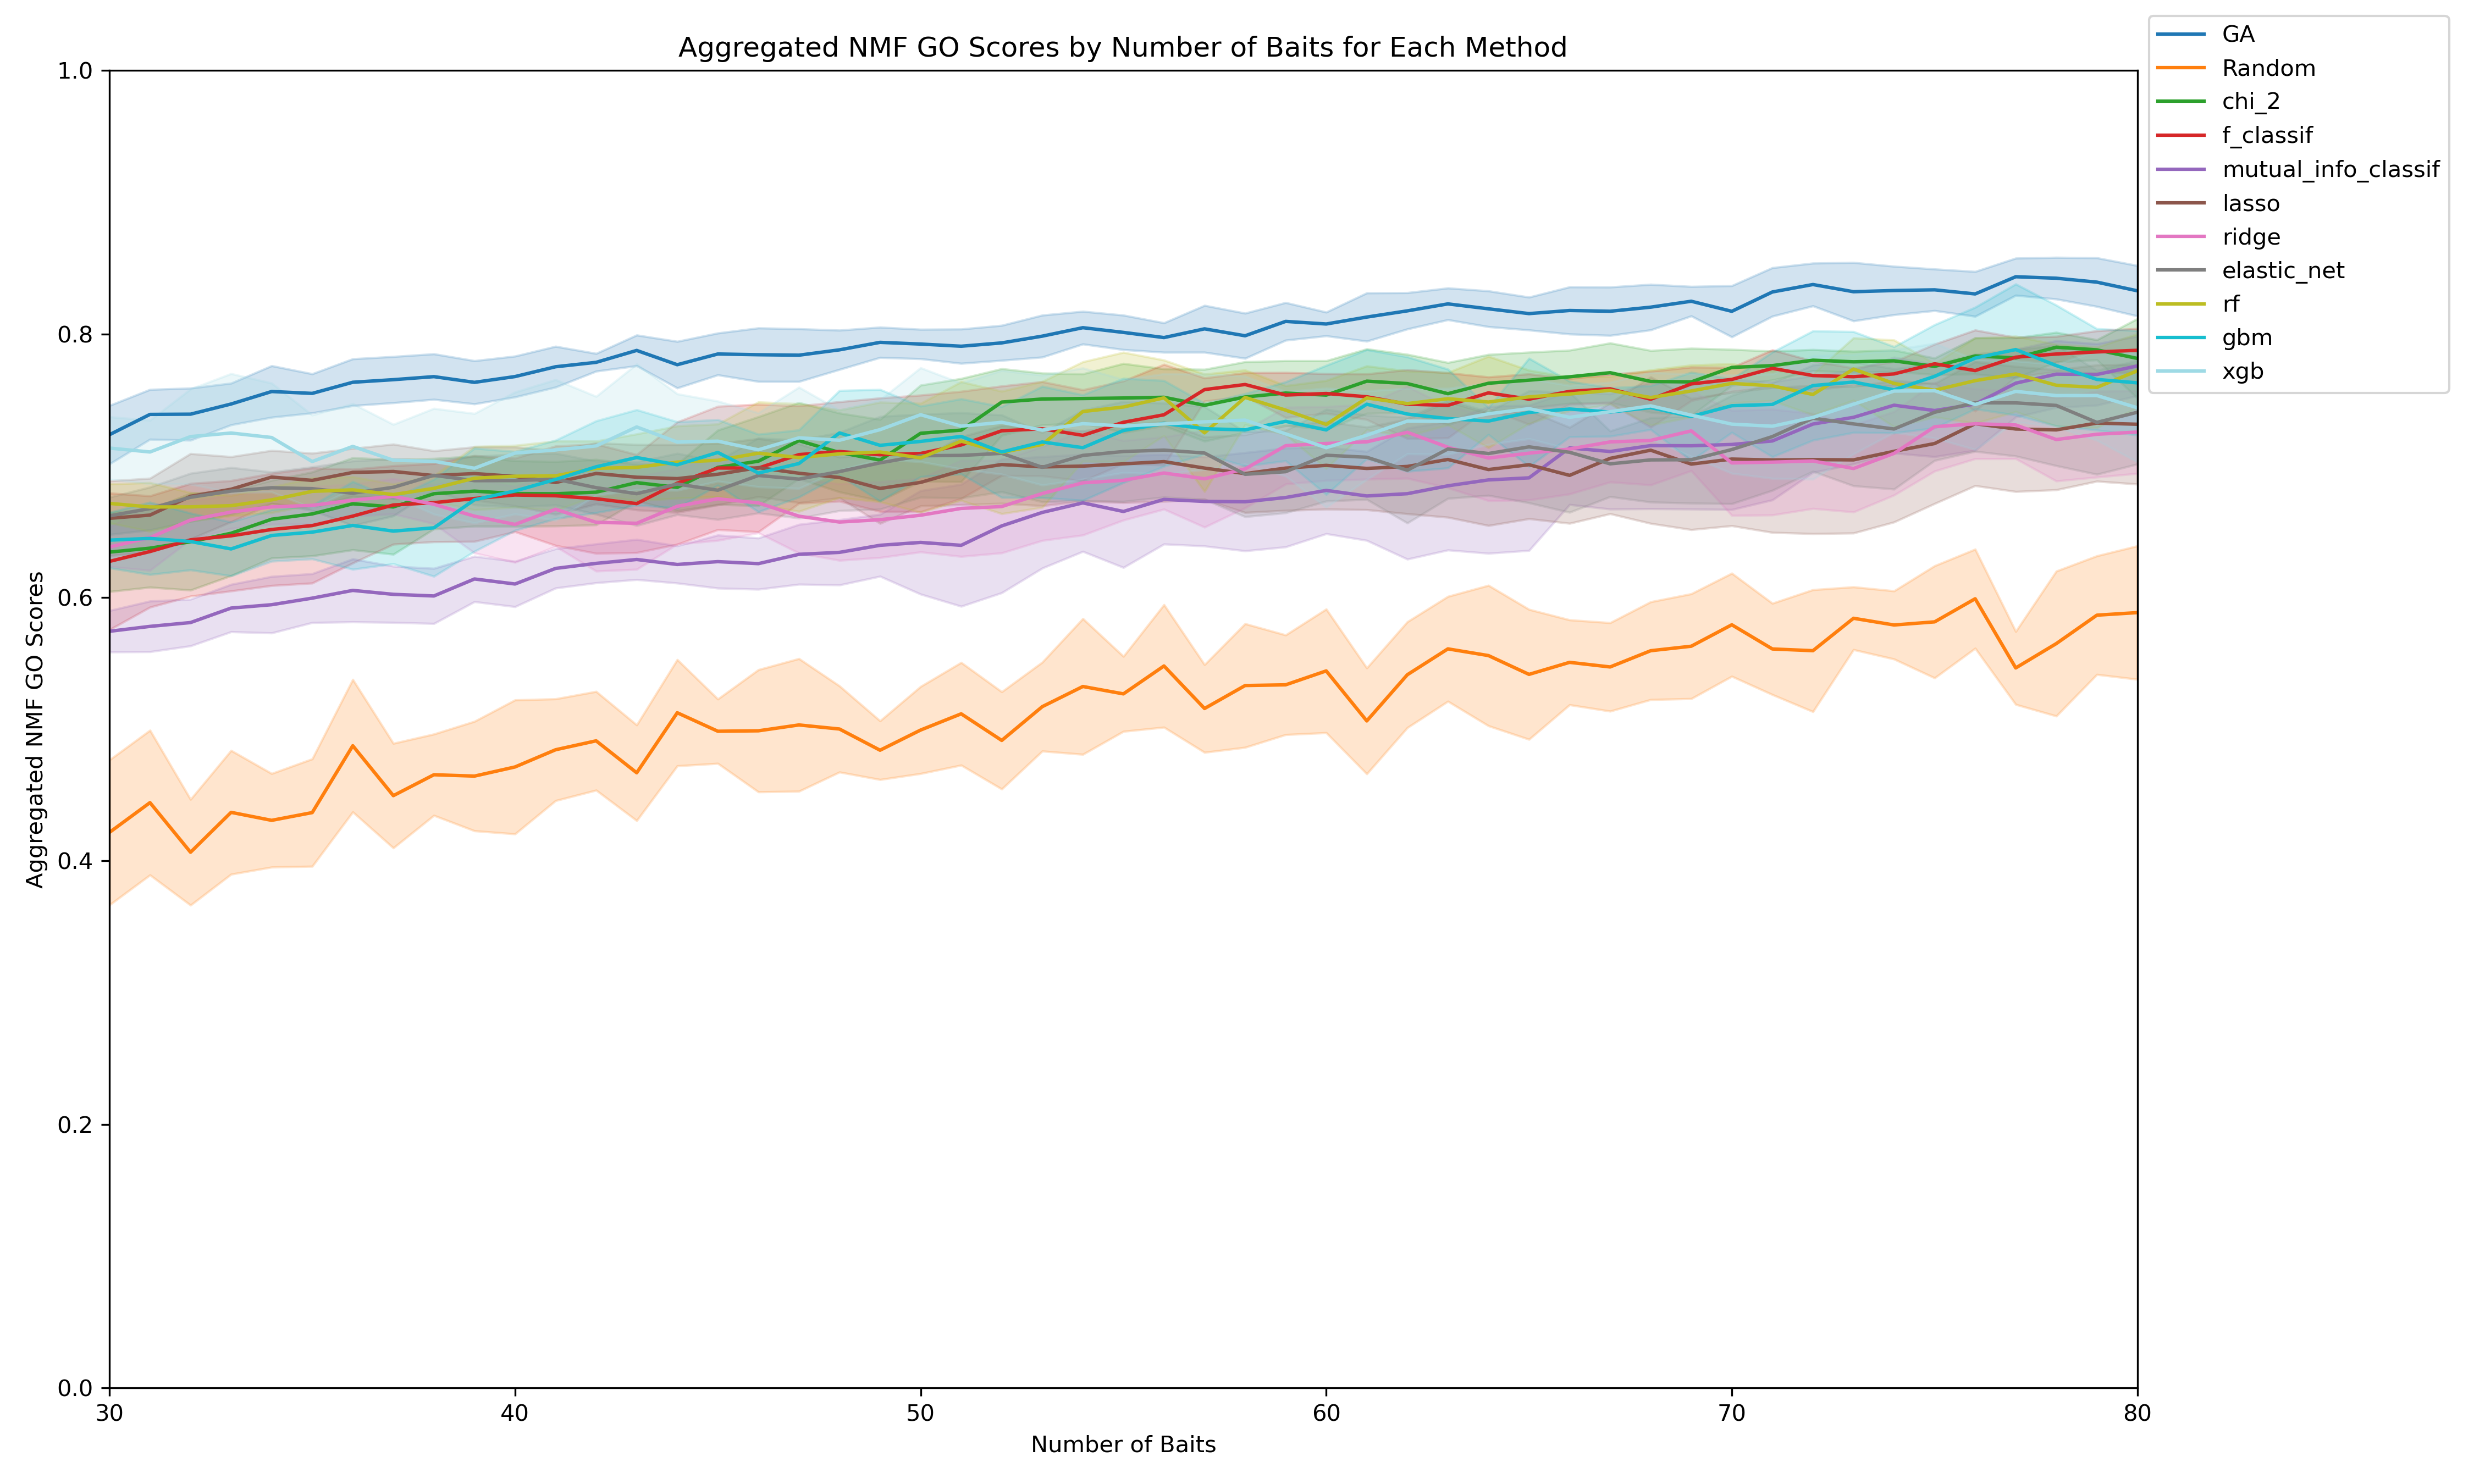 Aggregated NMF GO Scores by Number of Baits for Each Method
GA
Random
chi_2
f_classif
mutual_info_classif
lasso
ridge
elastic_net
rf
gbm
xgb
Aggregated NMF GO Scores
1.0
0.8
0.6
0.4
0.2
0.0
30 40 50 60 70 80
Number of Baits